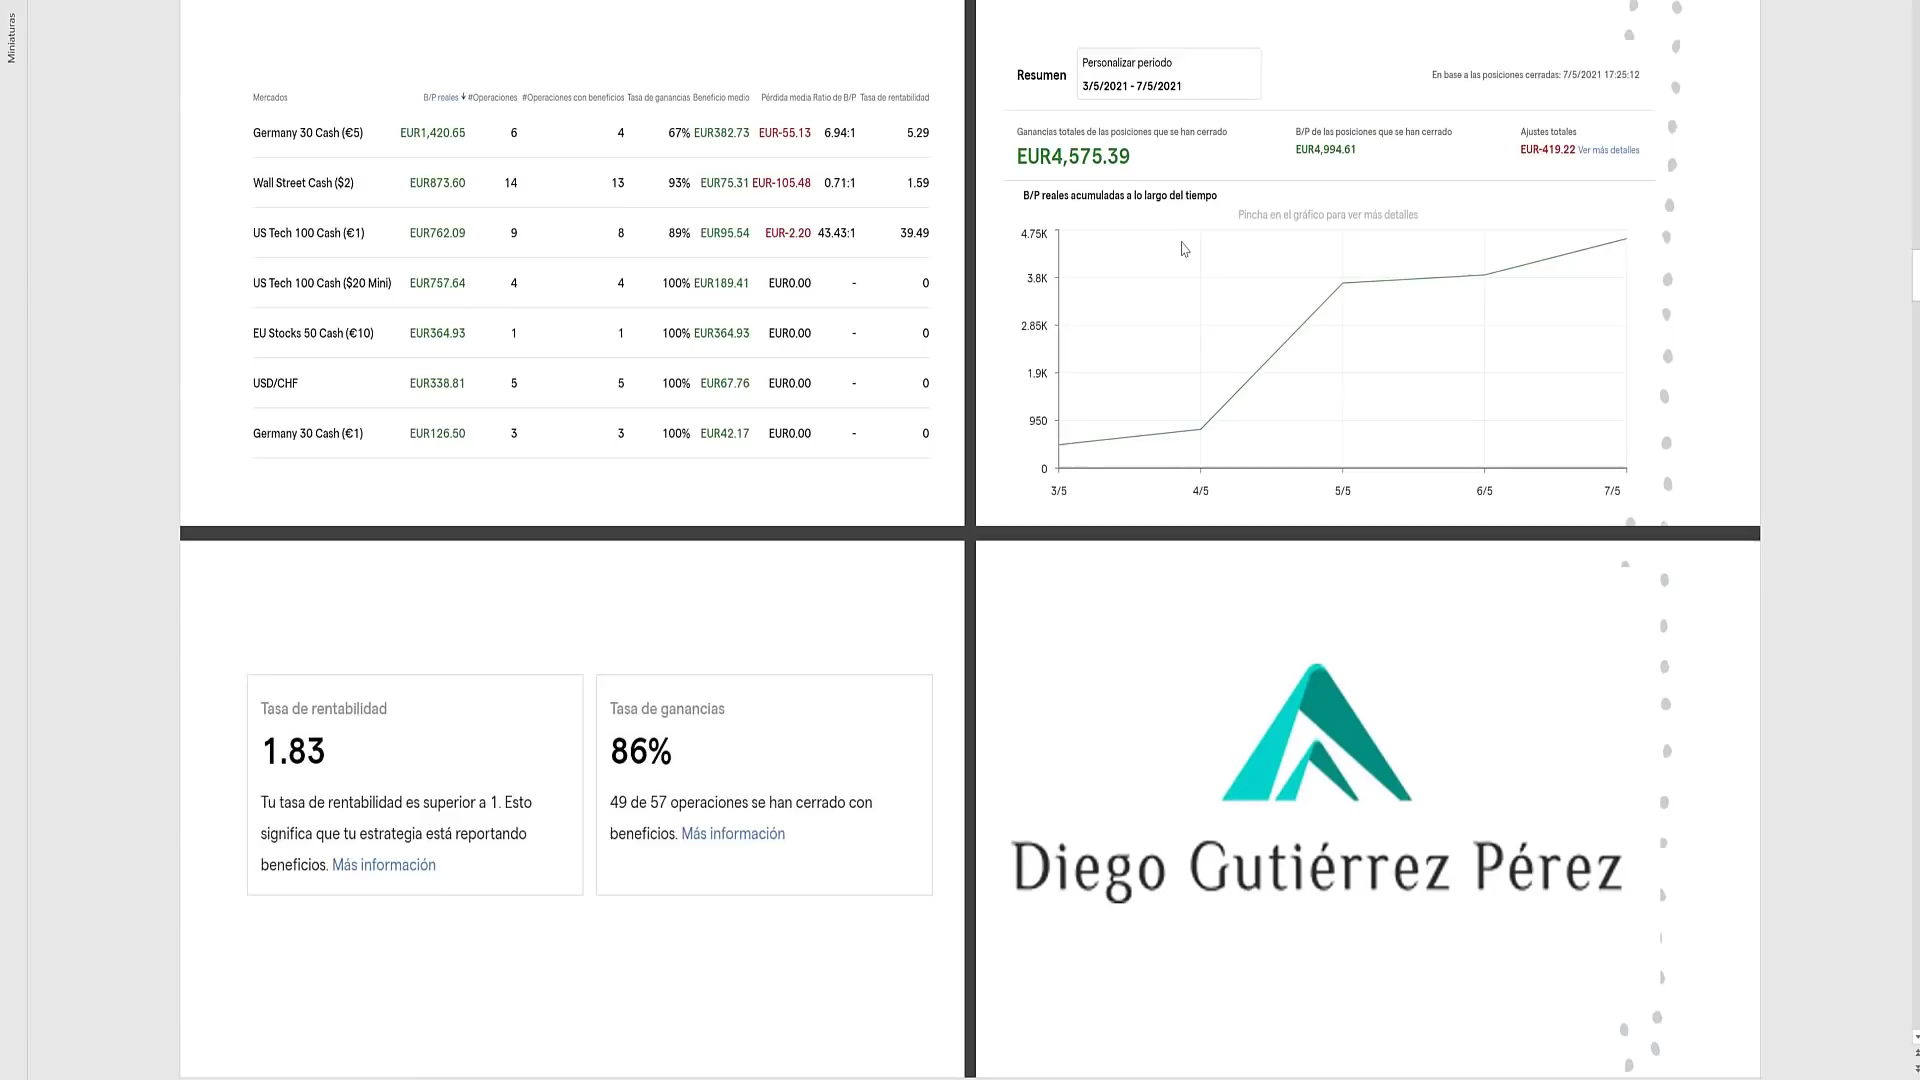 Miniaturas
Mercados B/P reales #Operaciones #Operaciones con beneficios Tasa de ganancias Beneficio medio Pérdida media Ratio de B/P Tasa de rentabilidad
Germany 30 Cash (€5) EUR1,420.65 6 4 67% EUR382.73 EUR-55.13 6.94:1 5.29
Wall Street Cash ($2) EUR873.60 14 13 93% EUR75.31 EUR-105.48 0.71:1 1.59
US Tech 100 Cash (€1) EUR762.09 9 8 89% EUR95.54 EUR-2.20 43.43:1 39.49
US Tech 100 Cash ($20 Mini) EUR757.64 4 4 100% EUR189.41 EUR0.00 - 0
EU Stocks 50 Cash (€10) EUR364.93 1 1 100% EUR364.93 EUR0.00 - 0
USD/CHF EUR338.81 5 5 100% EUR67.76 EUR0.00 - 0
Germany 30 Cash (€1) EUR126.50 3 3 100% EUR42.17 EUR0.00 - 0
Resumen
Personalizar periodo
3/5/2021 - 7/5/2021
En base a las posiciones cerradas: 7/5/2021 17:25:12
Ganancias totales de las posiciones que se han cerrado
EUR4,575.39
B/P de las posiciones que se han cerrado
EUR4,994.61
Ajustes totales
EUR-419.22 Ver más detalles
B/P reales acumuladas a lo largo del tiempo
Pincha en el gráfico para ver más detalles
4.75K
3.8K
2.85K
1.9K
950
0
3/5 4/5 5/5 6/5 7/5
Tasa de rentabilidad
1.83
Tu tasa de rentabilidad es superior a 1. Esto
significa que tu estrategia está reportando
beneficios. Más información
Tasa de ganancias
86%
49 de 57 operaciones se han cerrado con
beneficios. Más información
Diego Gutiérrez Pérez